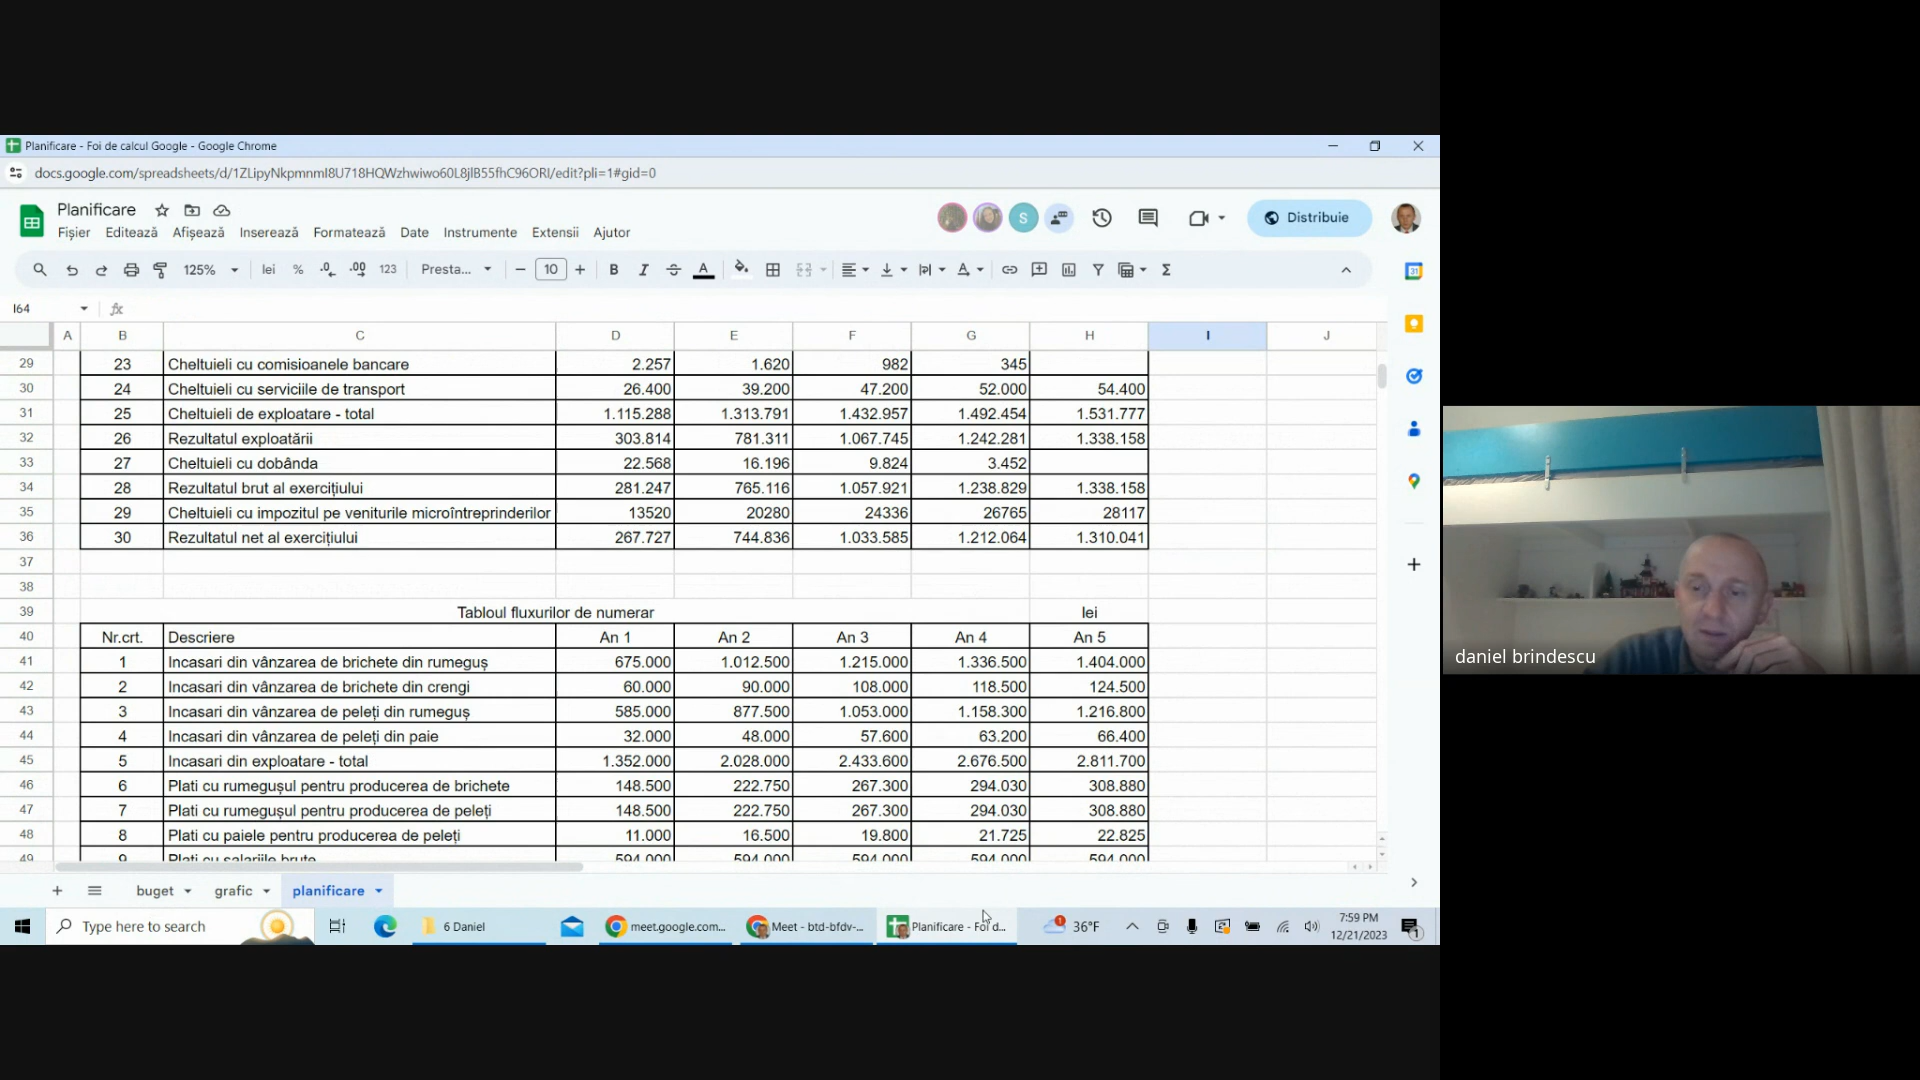 Planificare - Foi de calcul Google - Google Chrome
docs.google.com/spreadsheets/d/1ZLipyNkpmnmI8U718HQWzhwiwo60L8jlB55fhC96ORI/edit?pli=1#gid=0
Planificare
S
Distribuie
Fișier Editează Afișează Inserează Formatează Date Instrumente Extensii Ajutor
125% lei % .0 .00 123 Presta... − 10 + B I S A Σ
I64 fx
A B C D E F G H I J
29 23 Cheltuieli cu comisioanele bancare 2.257 1.620 982 345
30 24 Cheltuieli cu serviciile de transport 26.400 39.200 47.200 52.000 54.400
31 25 Cheltuieli de exploatare - total 1.115.288 1.313.791 1.432.957 1.492.454 1.531.777
32 26 Rezultatul exploatării 303.814 781.311 1.067.745 1.242.281 1.338.158
33 27 Cheltuieli cu dobânda 22.568 16.196 9.824 3.452
34 28 Rezultatul brut al exercițiului 281.247 765.116 1.057.921 1.238.829 1.338.158
35 29 Cheltuieli cu impozitul pe veniturile microîntreprinderilor 13520 20280 24336 26765 28117
36 30 Rezultatul net al exercițiului 267.727 744.836 1.033.585 1.212.064 1.310.041
37
38
39 Tabloul fluxurilor de numerar lei
40 Nr.crt. Descriere An 1 An 2 An 3 An 4 An 5
41 1 Incasari din vânzarea de brichete din rumeguș 675.000 1.012.500 1.215.000 1.336.500 1.404.000
42 2 Incasari din vânzarea de brichete din crengi 60.000 90.000 108.000 118.500 124.500
43 3 Incasari din vânzarea de peleți din rumeguș 585.000 877.500 1.053.000 1.158.300 1.216.800
44 4 Incasari din vânzarea de peleți din paie 32.000 48.000 57.600 63.200 66.400
45 5 Incasari din exploatare - total 1.352.000 2.028.000 2.433.600 2.676.500 2.811.700
46 6 Plati cu rumegușul pentru producerea de brichete 148.500 222.750 267.300 294.030 308.880
47 7 Plati cu rumegușul pentru producerea de peleți 148.500 222.750 267.300 294.030 308.880
48 8 Plati cu paiele pentru producerea de peleți 11.000 16.500 19.800 21.725 22.825
49 9 Plati cu salariile brute 594.000 594.000 594.000 594.000 594.000
buget grafic planificare
Type here to search
6 Daniel
meet.google.com...
Meet - btd-bfdv-...
Planificare - Foi d...
36°F
7:59 PM
12/21/2023
daniel brindescu